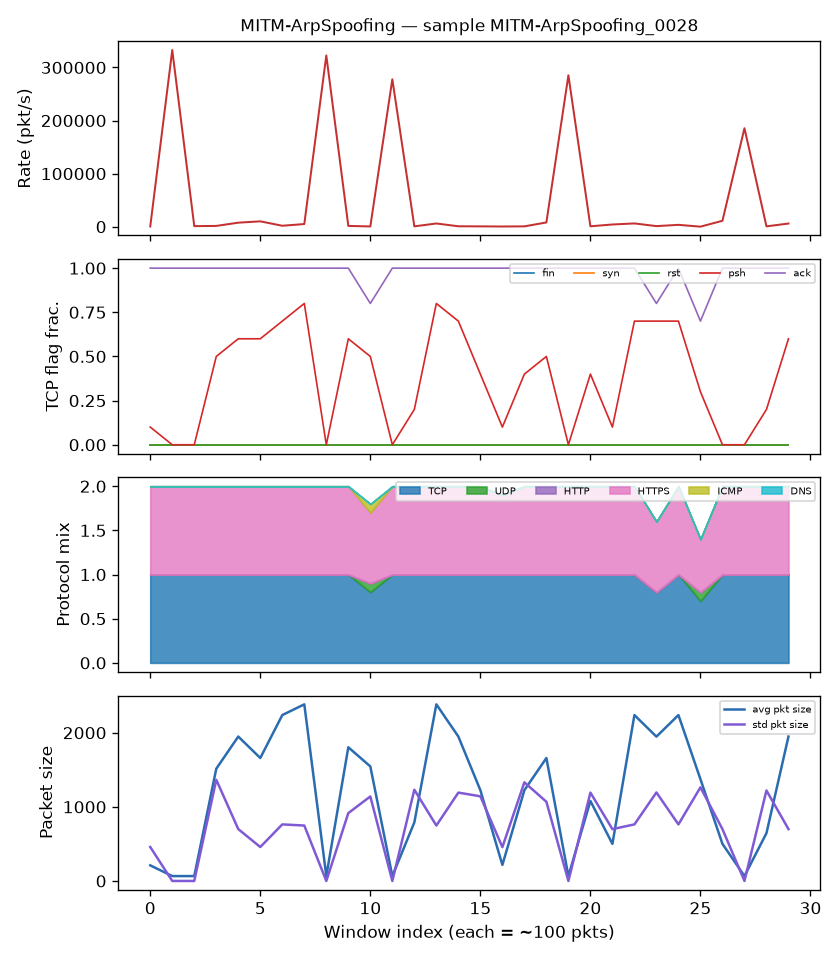 MITM-ArpSpoofing — sample MITM-ArpSpoofing_0028
Rate (pkt/s)
300000
200000
100000
0
TCP flag frac.
1.00
0.75
0.50
0.25
0.00
fin syn rst psh ack
Protocol mix
2.0
1.5
1.0
0.5
0.0
TCP UDP HTTP HTTPS ICMP DNS
Packet size
2000
1000
0
avg pkt size
std pkt size
0 5 10 15 20 25 30
Window index (each = ~100 pkts)